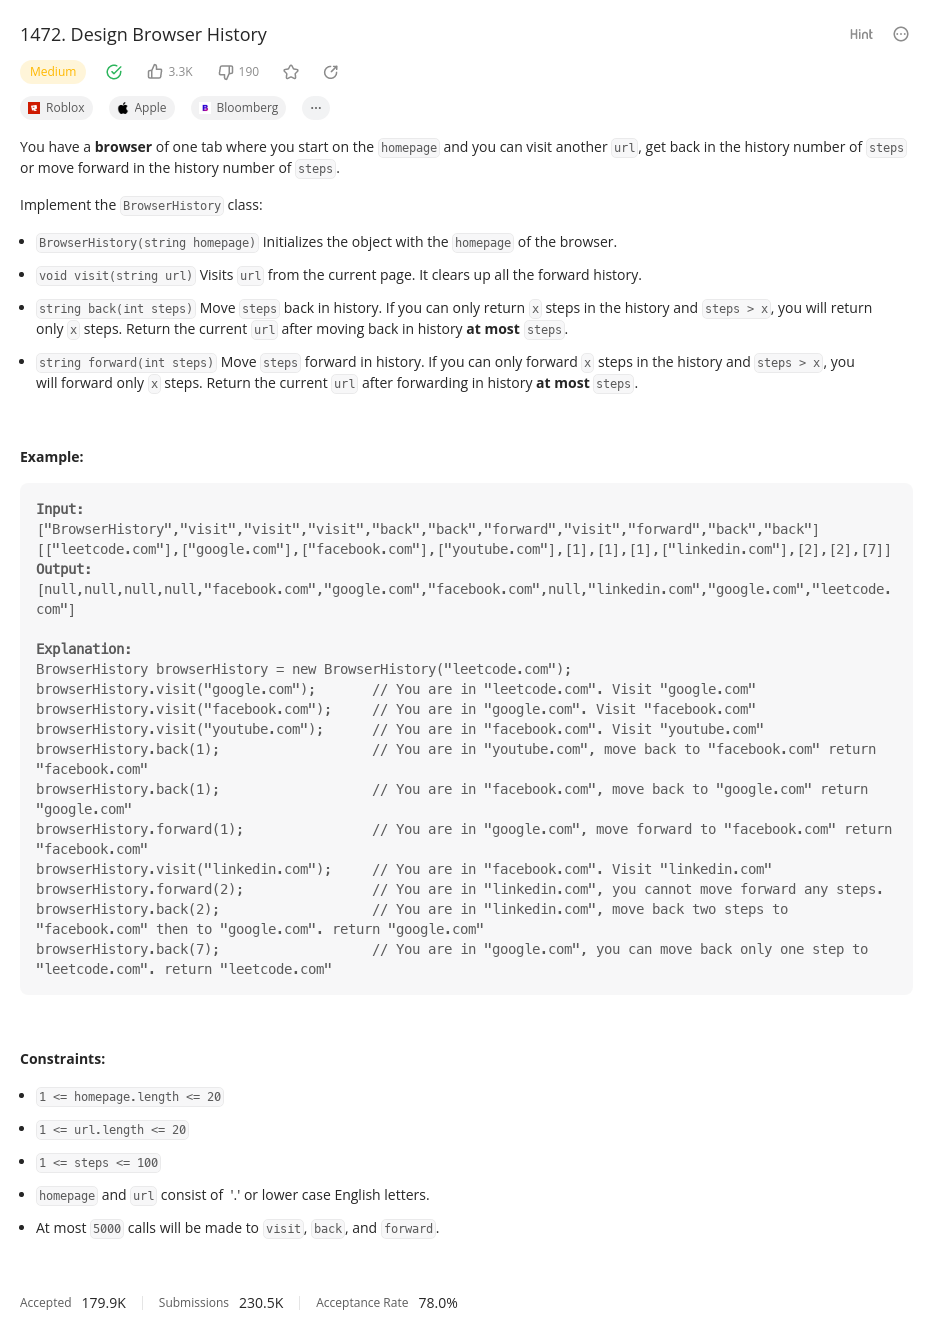 1472. Design Browser History
Hint
Medium
3.3K
190
Roblox
Apple
Bloomberg
...
You have a browser of one tab where you start on the homepage and you can visit another url, get back in the history number of steps
or move forward in the history number of steps.
Implement the BrowserHistory class:
• BrowserHistory(string homepage) Initializes the object with the homepage of the browser.
• void visit(string url) Visits url from the current page. It clears up all the forward history.
• string back(int steps) Move steps back in history. If you can only return x steps in the history and steps > x, you will return
only x steps. Return the current url after moving back in history at most steps.
• string forward(int steps) Move steps forward in history. If you can only forward x steps in the history and steps > x, you
will forward only x steps. Return the current url after forwarding in history at most steps.
Example:
Input:
["BrowserHistory","visit","visit","visit","back","back","forward","visit","forward","back","back"]
[["leetcode.com"],["google.com"],["facebook.com"],["youtube.com"],[1],[1],[1],["linkedin.com"],[2],[2],[7]]
Output:
[null,null,null,null,"facebook.com","google.com","facebook.com",null,"linkedin.com","google.com","leetcode.
com"]
Explanation:
BrowserHistory browserHistory = new BrowserHistory("leetcode.com");
browserHistory.visit("google.com");       // You are in "leetcode.com". Visit "google.com"
browserHistory.visit("facebook.com");     // You are in "google.com". Visit "facebook.com"
browserHistory.visit("youtube.com");      // You are in "facebook.com". Visit "youtube.com"
browserHistory.back(1);                   // You are in "youtube.com", move back to "facebook.com" return
"facebook.com"
browserHistory.back(1);                   // You are in "facebook.com", move back to "google.com" return
"google.com"
browserHistory.forward(1);                // You are in "google.com", move forward to "facebook.com" return
"facebook.com"
browserHistory.visit("linkedin.com");     // You are in "facebook.com". Visit "linkedin.com"
browserHistory.forward(2);                // You are in "linkedin.com", you cannot move forward any steps.
browserHistory.back(2);                   // You are in "linkedin.com", move back two steps to
"facebook.com" then to "google.com". return "google.com"
browserHistory.back(7);                   // You are in "google.com", you can move back only one step to
"leetcode.com". return "leetcode.com"
Constraints:
• 1 <= homepage.length <= 20
• 1 <= url.length <= 20
• 1 <= steps <= 100
• homepage and url consist of  '.' or lower case English letters.
• At most 5000 calls will be made to visit, back, and forward.
Accepted 179.9K Submissions 230.5K Acceptance Rate 78.0%